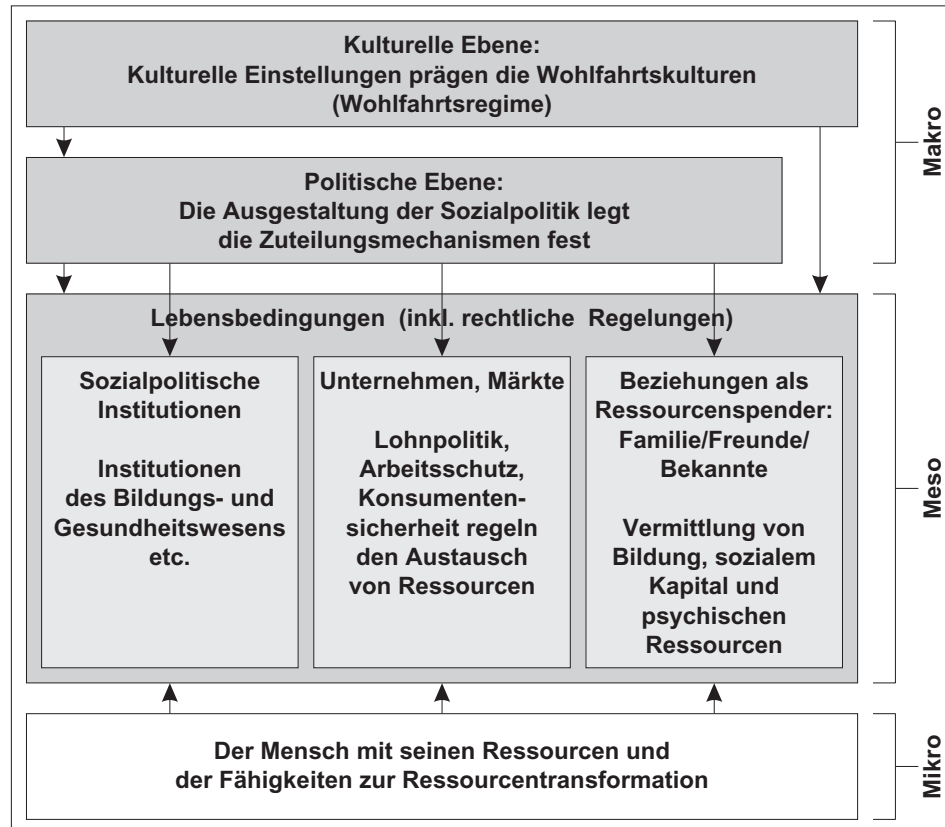 Kulturelle Ebene:
Kulturelle Einstellungen prägen die Wohlfahrtskulturen
(Wohlfahrtsregime)
Makro
Politische Ebene:
Die Ausgestaltung der Sozialpolitik legt
die Zuteilungsmechanismen fest
Lebensbedingungen (inkl. rechtliche Regelungen)
Meso
Sozialpolitische
Institutionen
Institutionen
des Bildungs- und
Gesundheitswesens
etc.
Unternehmen, Märkte
Lohnpolitik,
Arbeitsschutz,
Konsumenten-
sicherheit regeln
den Austausch
von Ressourcen
Beziehungen als
Ressourcenspender:
Familie/Freunde/
Bekannte
Vermittlung von
Bildung, sozialem
Kapital und
psychischen
Ressourcen
Der Mensch mit seinen Ressourcen und
der Fähigkeiten zur Ressourcentransformation
Mikro